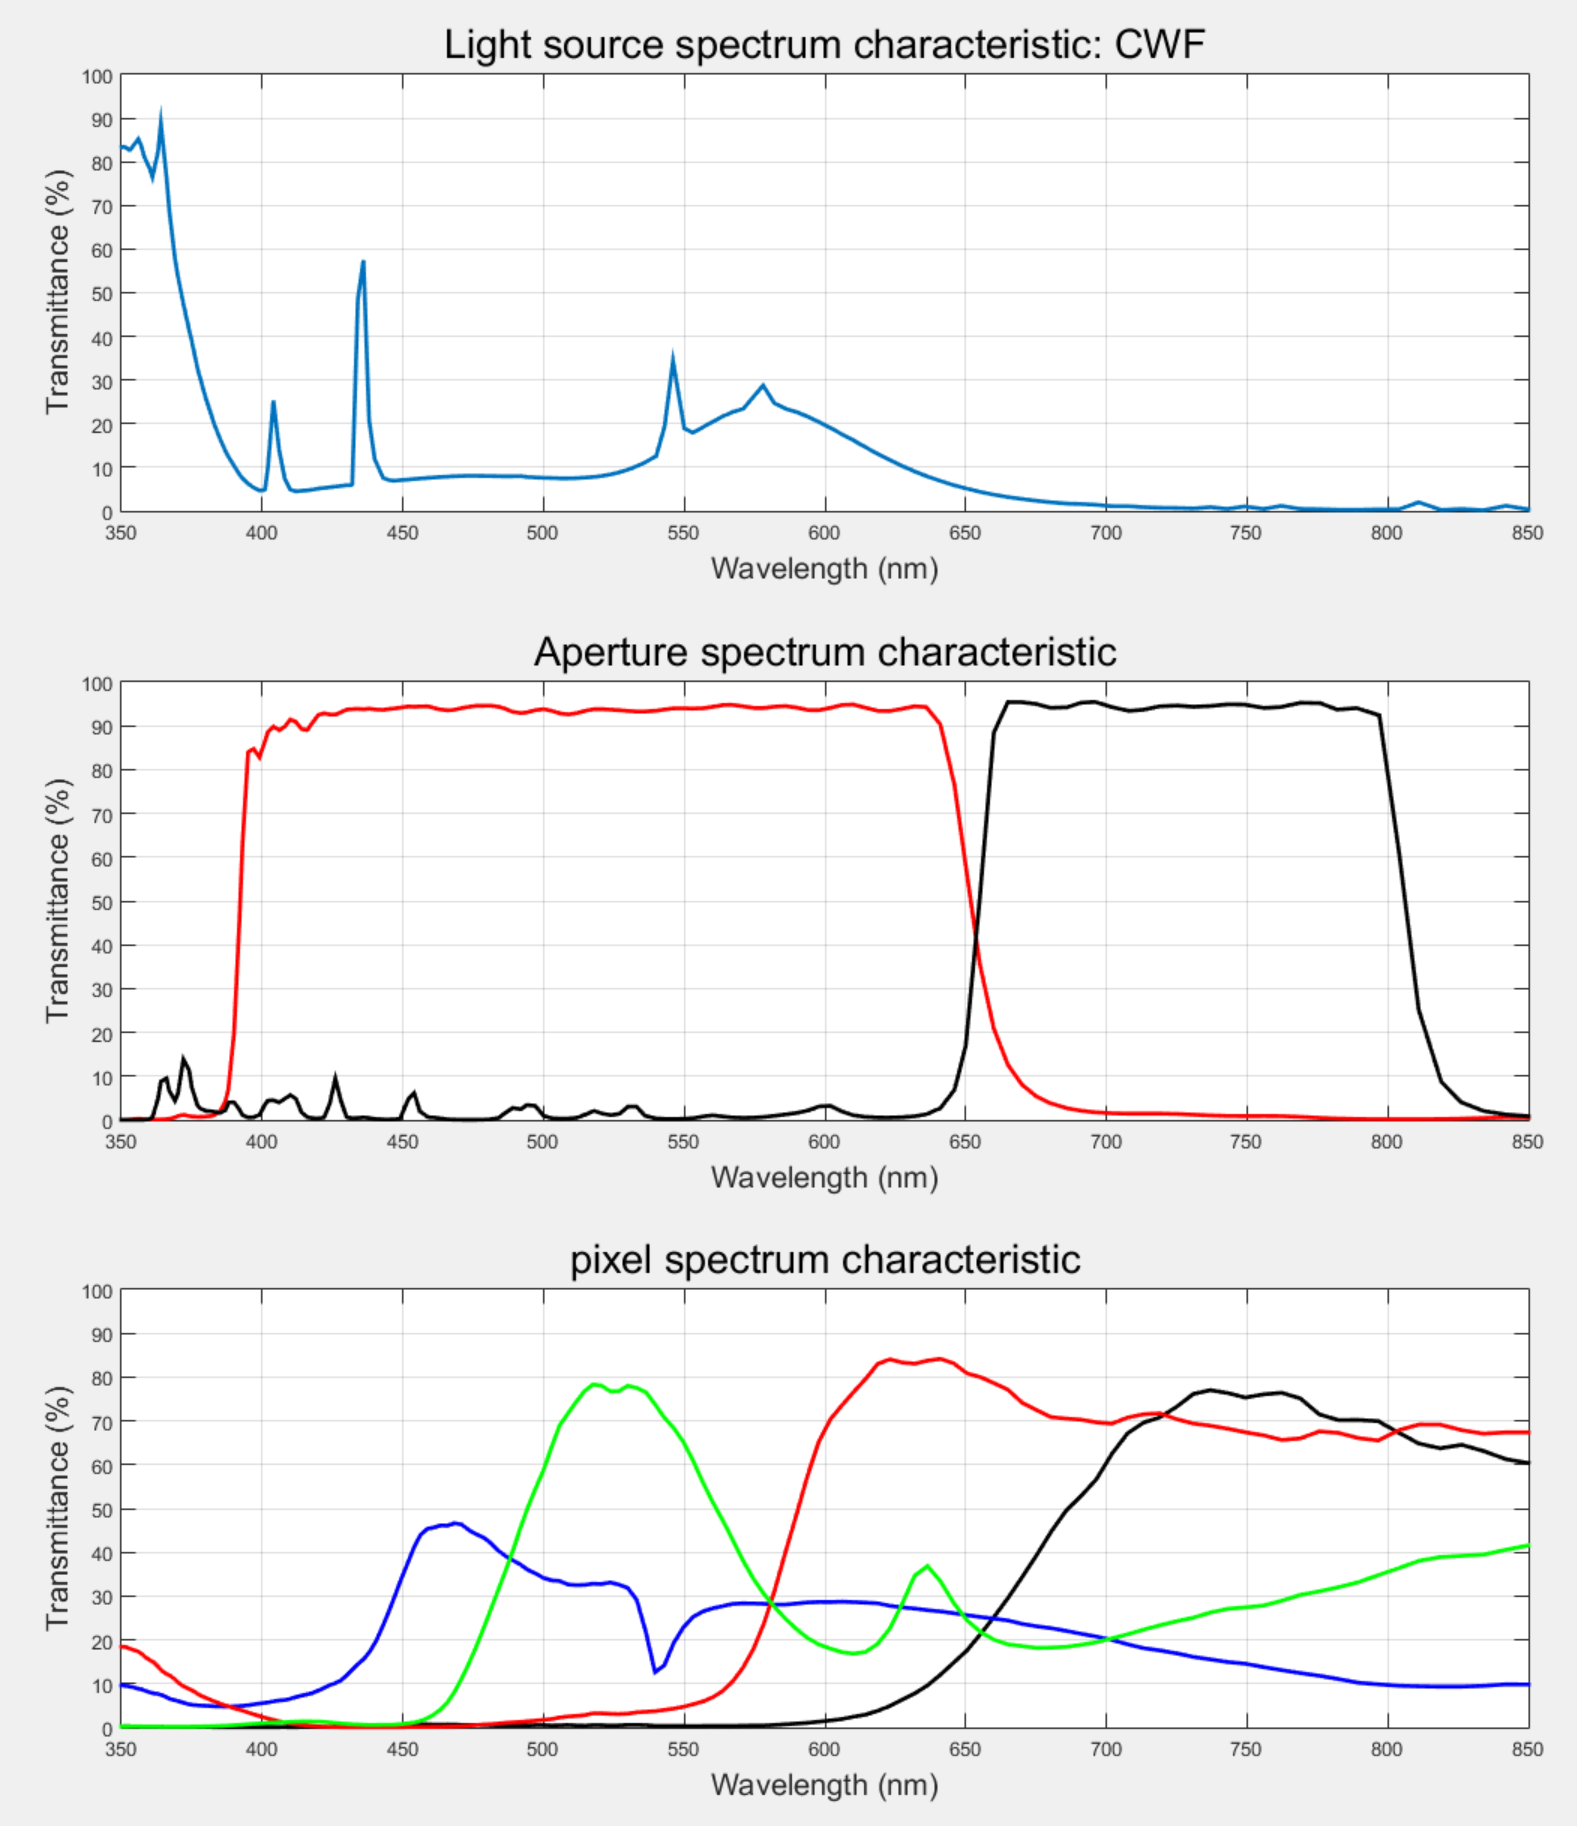 Light source spectrum characteristic: CWF
100
90
80
70
60
50
40
30
20
10
0
Transmittance (%)
350 400 450 500 550 600 650 700 750 800 850
Wavelength (nm)
Aperture spectrum characteristic
100
90
80
70
60
50
40
30
20
10
0
Transmittance (%)
350 400 450 500 550 600 650 700 750 800 850
Wavelength (nm)
pixel spectrum characteristic
100
90
80
70
60
50
40
30
20
10
0
Transmittance (%)
350 400 450 500 550 600 650 700 750 800 850
Wavelength (nm)